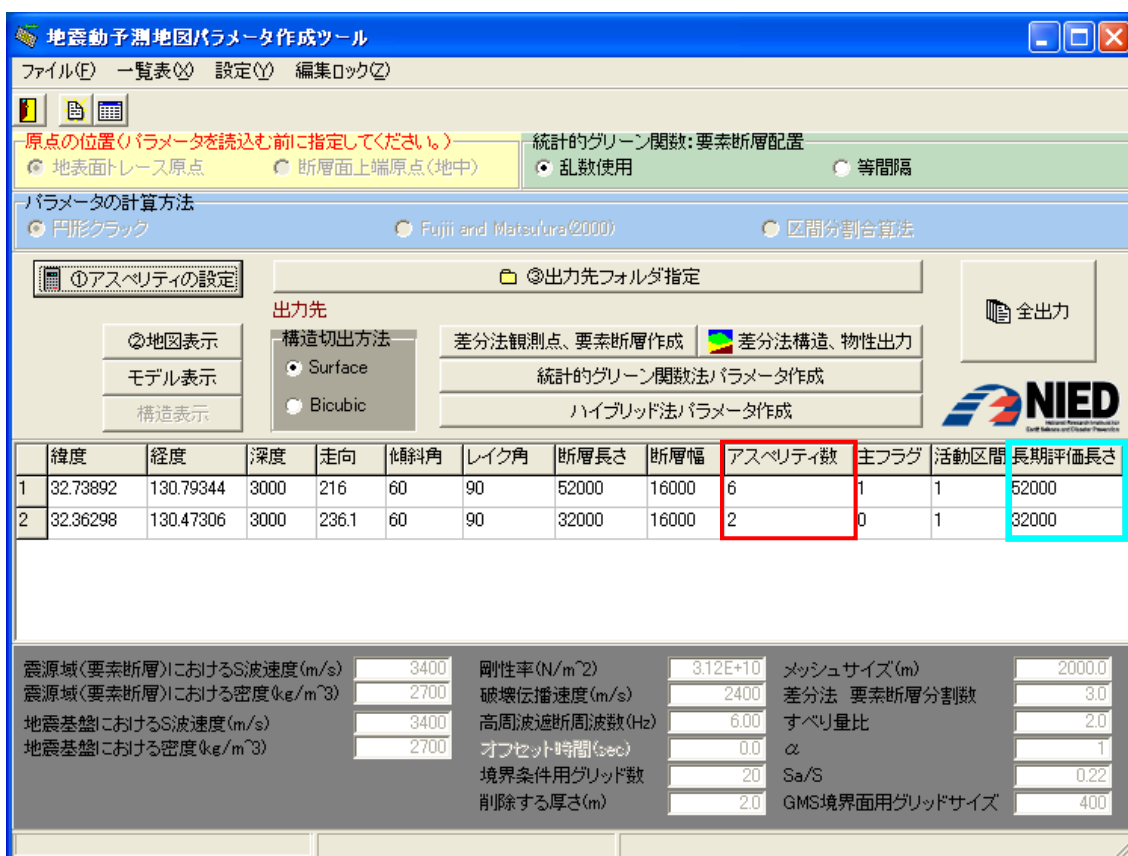 地震動予測地図パラメータ作成ツール
ファイル(F) 一覧表(X) 設定(Y) 編集ロック(Z)
原点の位置(パラメータを読込む前に指定してください。)
地表面トレース原点 断層面上端原点(地中)
統計的グリーン関数:要素断層配置
乱数使用 等間隔
パラメータの計算方法
円形クラック Fujii and Matsu'ura(2000) 区間分割合算法
①アスペリティの設定
③出力先フォルダ指定
全出力
出力先
②地図表示
モデル表示
構造表示
構造切出方法
Surface
Bicubic
差分法観測点、要素断層作成 差分法構造、物性出力
統計的グリーン関数法パラメータ作成
ハイブリッド法パラメータ作成
NIED
緯度 経度 深度 走向 傾斜角 レイク角 断層長さ 断層幅 アスペリティ数 主フラグ 活動区間 長期評価長さ
1 32.73892 130.79344 3000 216 60 90 52000 16000 6 1 1 52000
2 32.36298 130.47306 3000 236.1 60 90 32000 16000 2 0 1 32000
震源域(要素断層)におけるS波速度(m/s) 3400
震源域(要素断層)における密度(kg/m^3) 2700
地震基盤におけるS波速度(m/s) 3400
地震基盤における密度(kg/m^3) 2700
剛性率(N/m^2) 3.12E+10
破壊伝播速度(m/s) 2400
高周波遮断周波数(Hz) 6.00
オフセット時間(sec) 0.0
境界条件用グリッド数 20
削除する厚さ(m) 2.0
メッシュサイズ(m) 2000.0
差分法 要素断層分割数 3.0
すべり量比 2.0
α 1
Sa/S 0.22
GMS境界面用グリッドサイズ 400